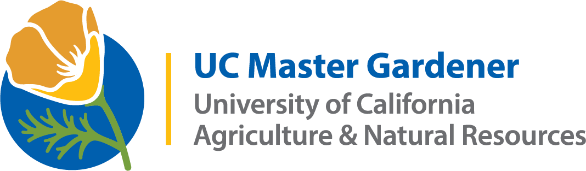 UC Master Gardener
University of California
Agriculture & Natural Resources